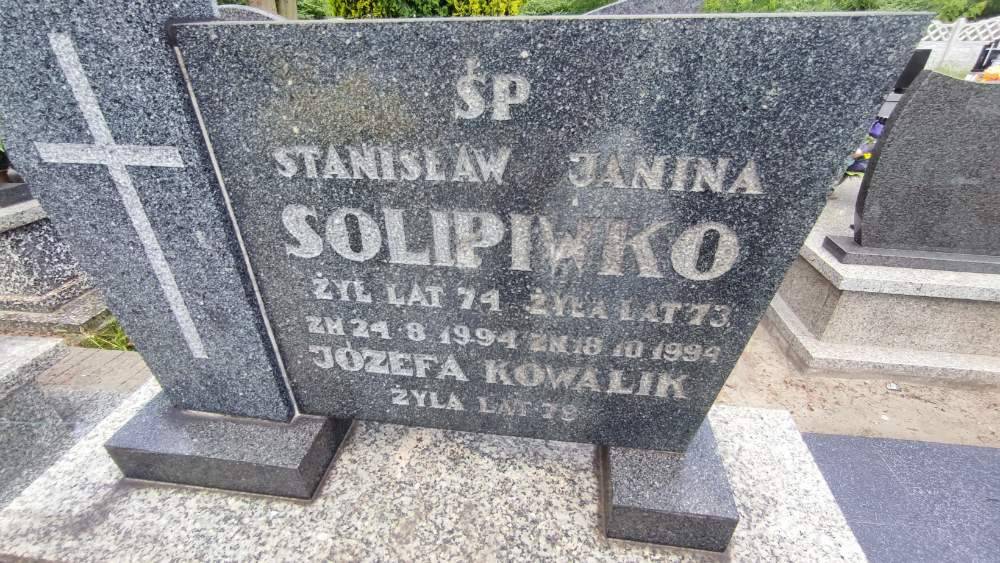 ŚP
STANISŁAW JANINA
SOLIPIWKO
ŻYŁ LAT 74 ŻYŁA LAT 73
ZM 24 8 1994 ZM 18 10 1994
JÓZEFA KOWALIK
ŻYŁA LAT 78